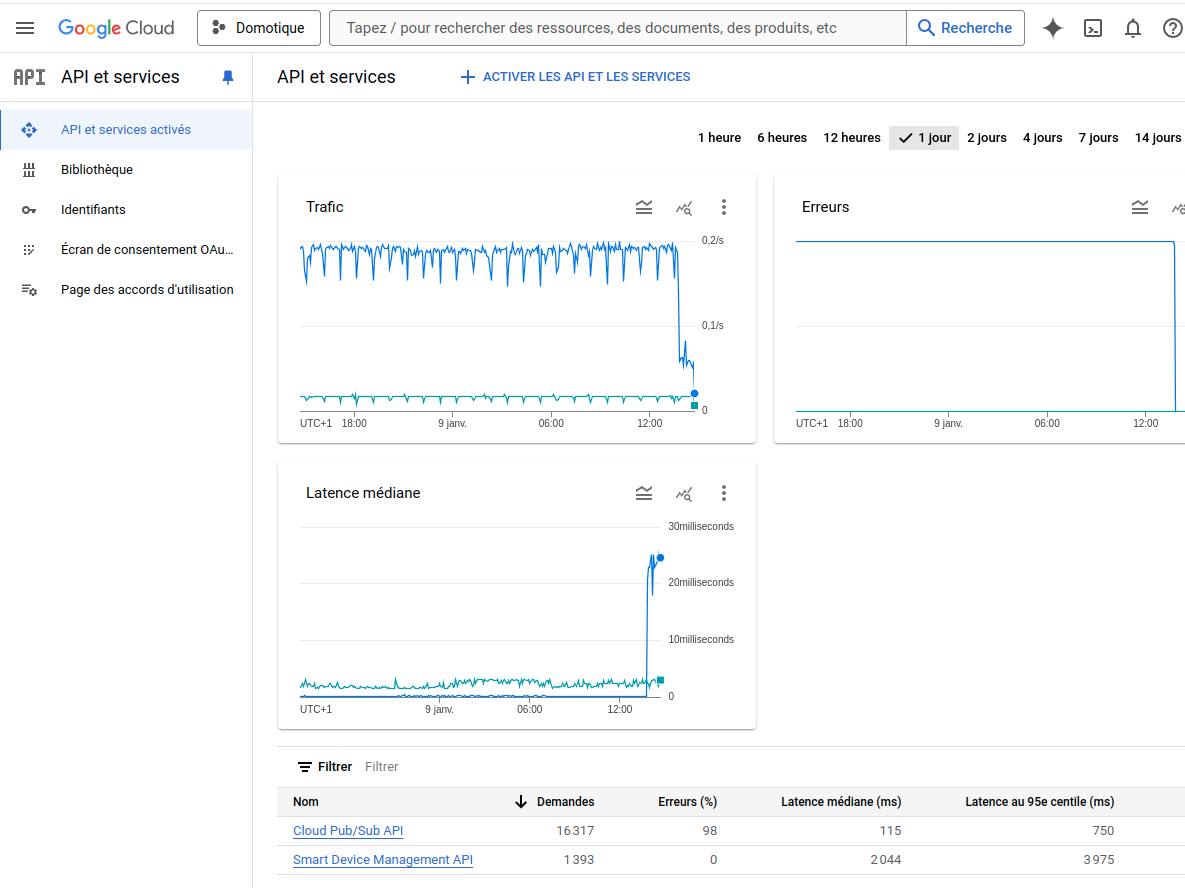 Google Cloud
Domotique
Tapez / pour rechercher des ressources, des documents, des produits, etc
Recherche
API
API et services
API et services
ACTIVER LES API ET LES SERVICES
API et services activés
Bibliothèque
Identifiants
Écran de consentement OAu...
Page des accords d'utilisation
1 heure 6 heures 12 heures 1 jour 2 jours 4 jours 7 jours 14 jours
Trafic
0,2/s
0,1/s
0
UTC+1 18:00 9 janv. 06:00 12:00
Erreurs
UTC+1 18:00 9 janv. 06:00 12:00
Latence médiane
30milliseconds
20milliseconds
10milliseconds
0
UTC+1 9 janv. 06:00 12:00
Filtrer Filtrer
Nom Demandes Erreurs (%) Latence médiane (ms) Latence au 95e centile (ms)
Cloud Pub/Sub API 16 317 98 115 750
Smart Device Management API 1 393 0 2 044 3 975